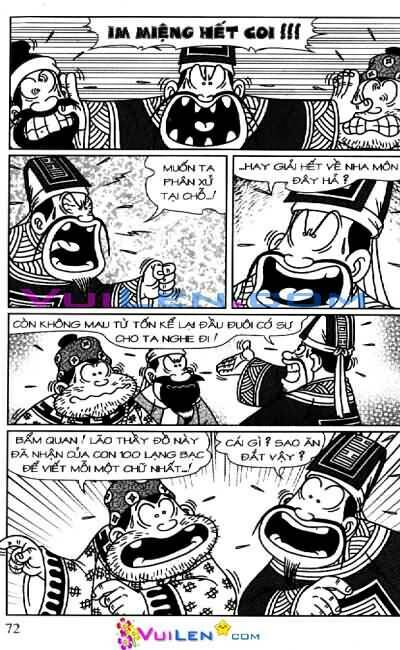 IM MIỆNG HẾT COI !!!
MUỐN TA
PHÂN XỬ
TẠI CHỖ...!
...HAY GIẢI HẾT VỀ NHA MÔN
ĐÂY HẢ ?
VUILEN.COM
CÒN KHÔNG MAU TỪ TỐN KỂ LẠI ĐẦU ĐUÔI CỚ SỰ
CHO TA NGHE ĐI !
BẨM QUAN ! LÃO THẦY ĐỒ NÀY
ĐÃ NHẬN CỦA CON 100 LẠNG BẠC
ĐỂ VIẾT MỖI MỘT CHỮ NHẤT...!
CÁI GÌ ? SAO ĂN
ĐẮT VẬY ?
72
VUILEN.COM